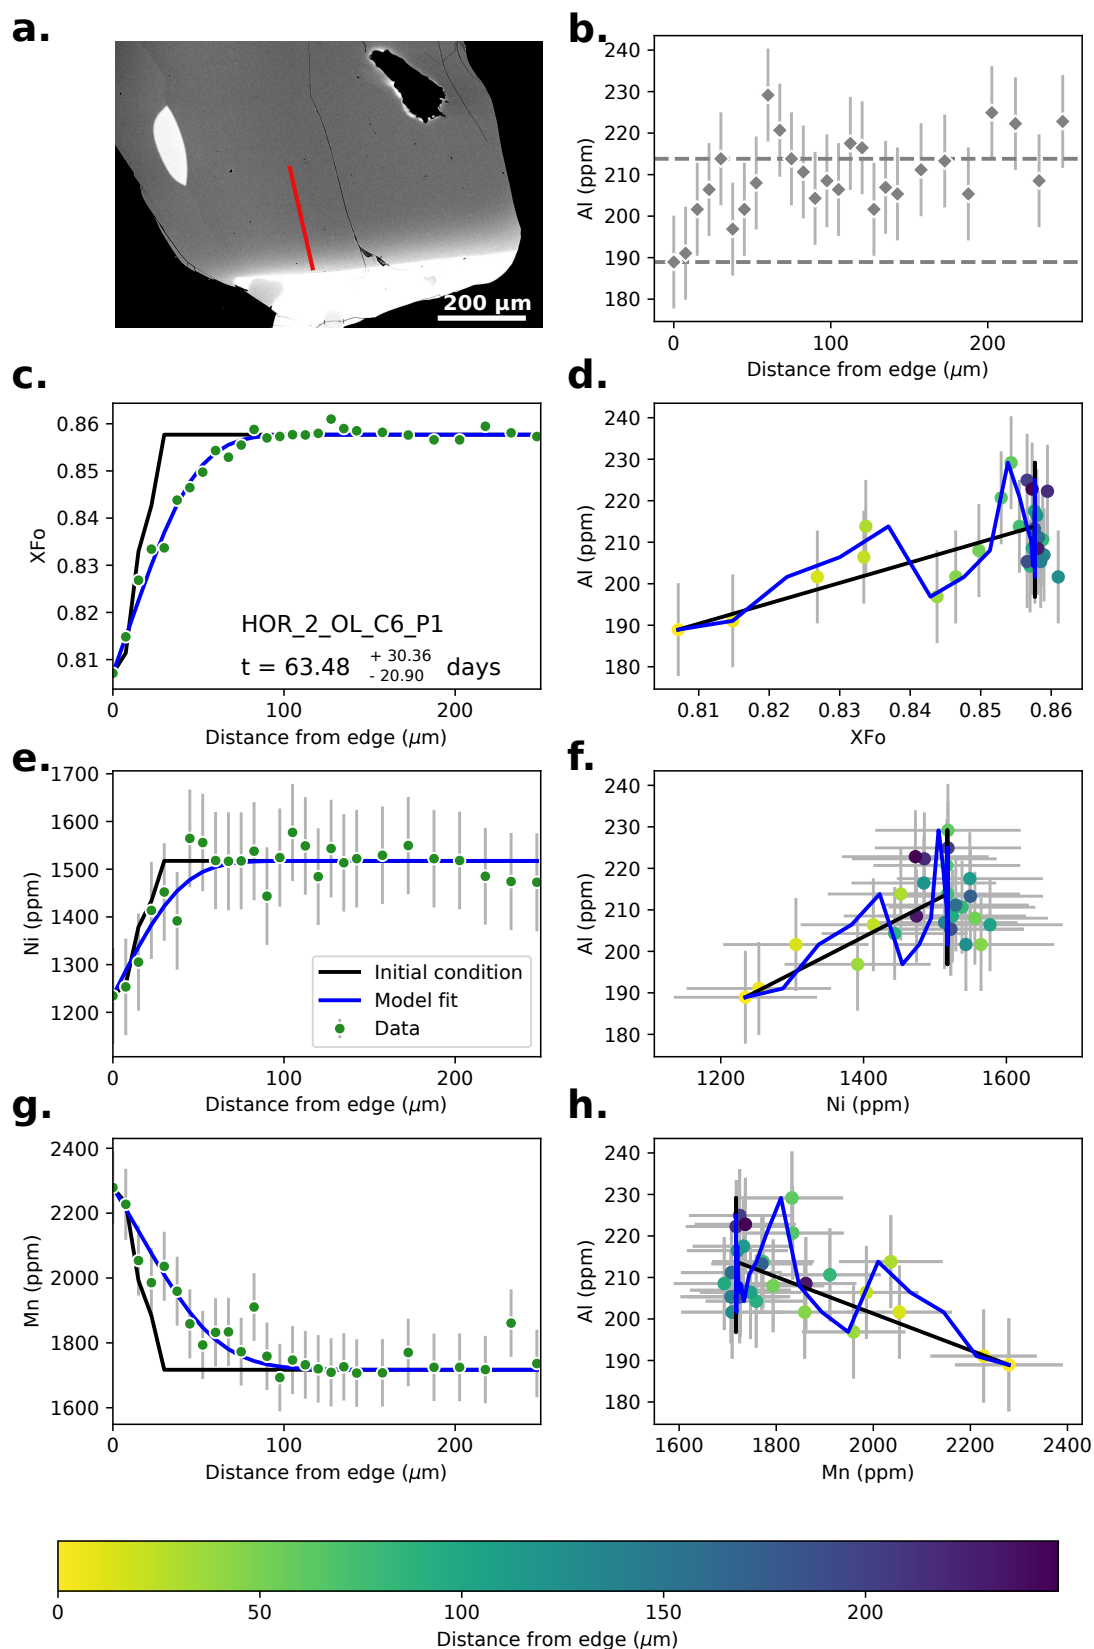 a.
200 μm
b.
240
230
220
210
200
190
180
Al (ppm)
0
100
200
Distance from edge (μm)
c.
0.86
0.85
0.84
0.83
0.82
0.81
XFo
HOR_2_OL_C6_P1
t = 63.48 + 30.36 - 20.90 days
0
100
200
Distance from edge (μm)
d.
240
230
220
210
200
190
180
Al (ppm)
0.81
0.82
0.83
0.84
0.85
0.86
XFo
e.
1700
1600
1500
1400
1300
1200
Ni (ppm)
Initial condition
Model fit
Data
0
100
200
Distance from edge (μm)
f.
240
230
220
210
200
190
180
Al (ppm)
1200
1400
1600
Ni (ppm)
g.
2400
2200
2000
1800
1600
Mn (ppm)
0
100
200
Distance from edge (μm)
h.
240
230
220
210
200
190
180
Al (ppm)
1600
1800
2000
2200
2400
Mn (ppm)
0
50
100
150
200
Distance from edge (μm)